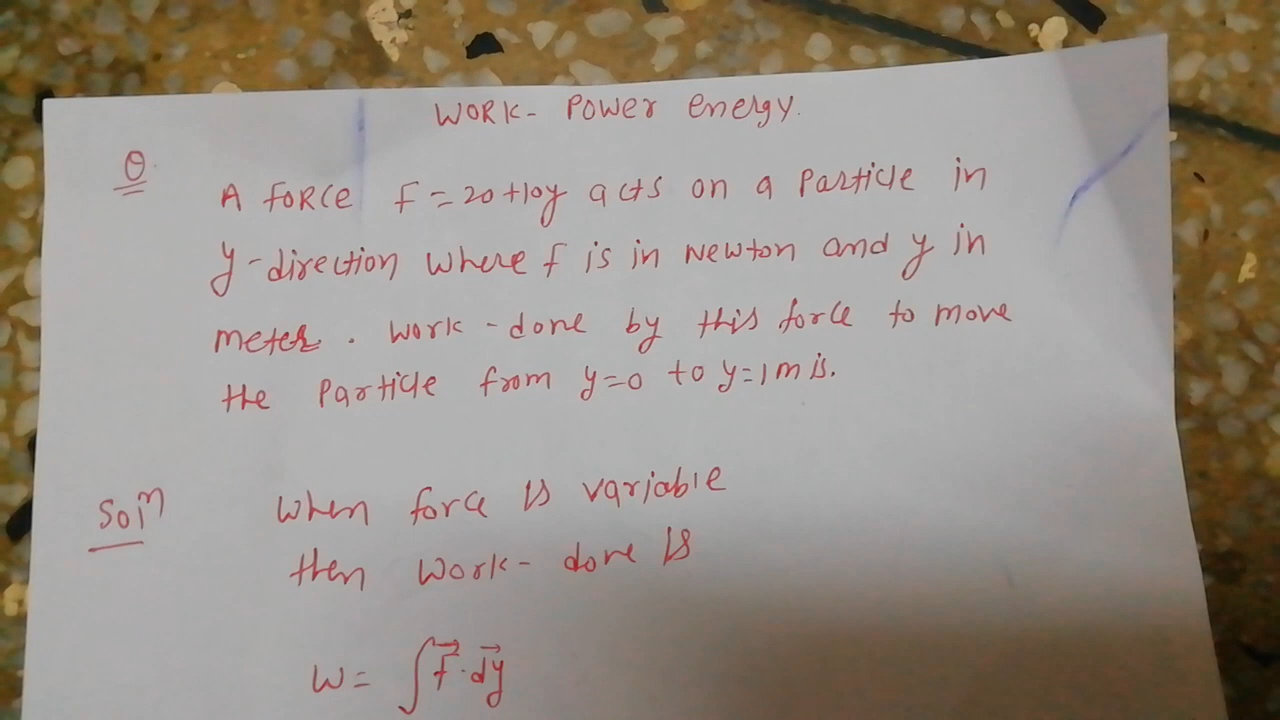 WORK- Power energy.
Q.
A FORCE F = 20 + 10y acts on a Particle in
y-direction where f is in Newton and y in
meter. Work-done by this force to move
the Particle from y=0 to y=1m is.
Solⁿ
When force is variable
then Work-done is
W = ∫F⃗.dy⃗